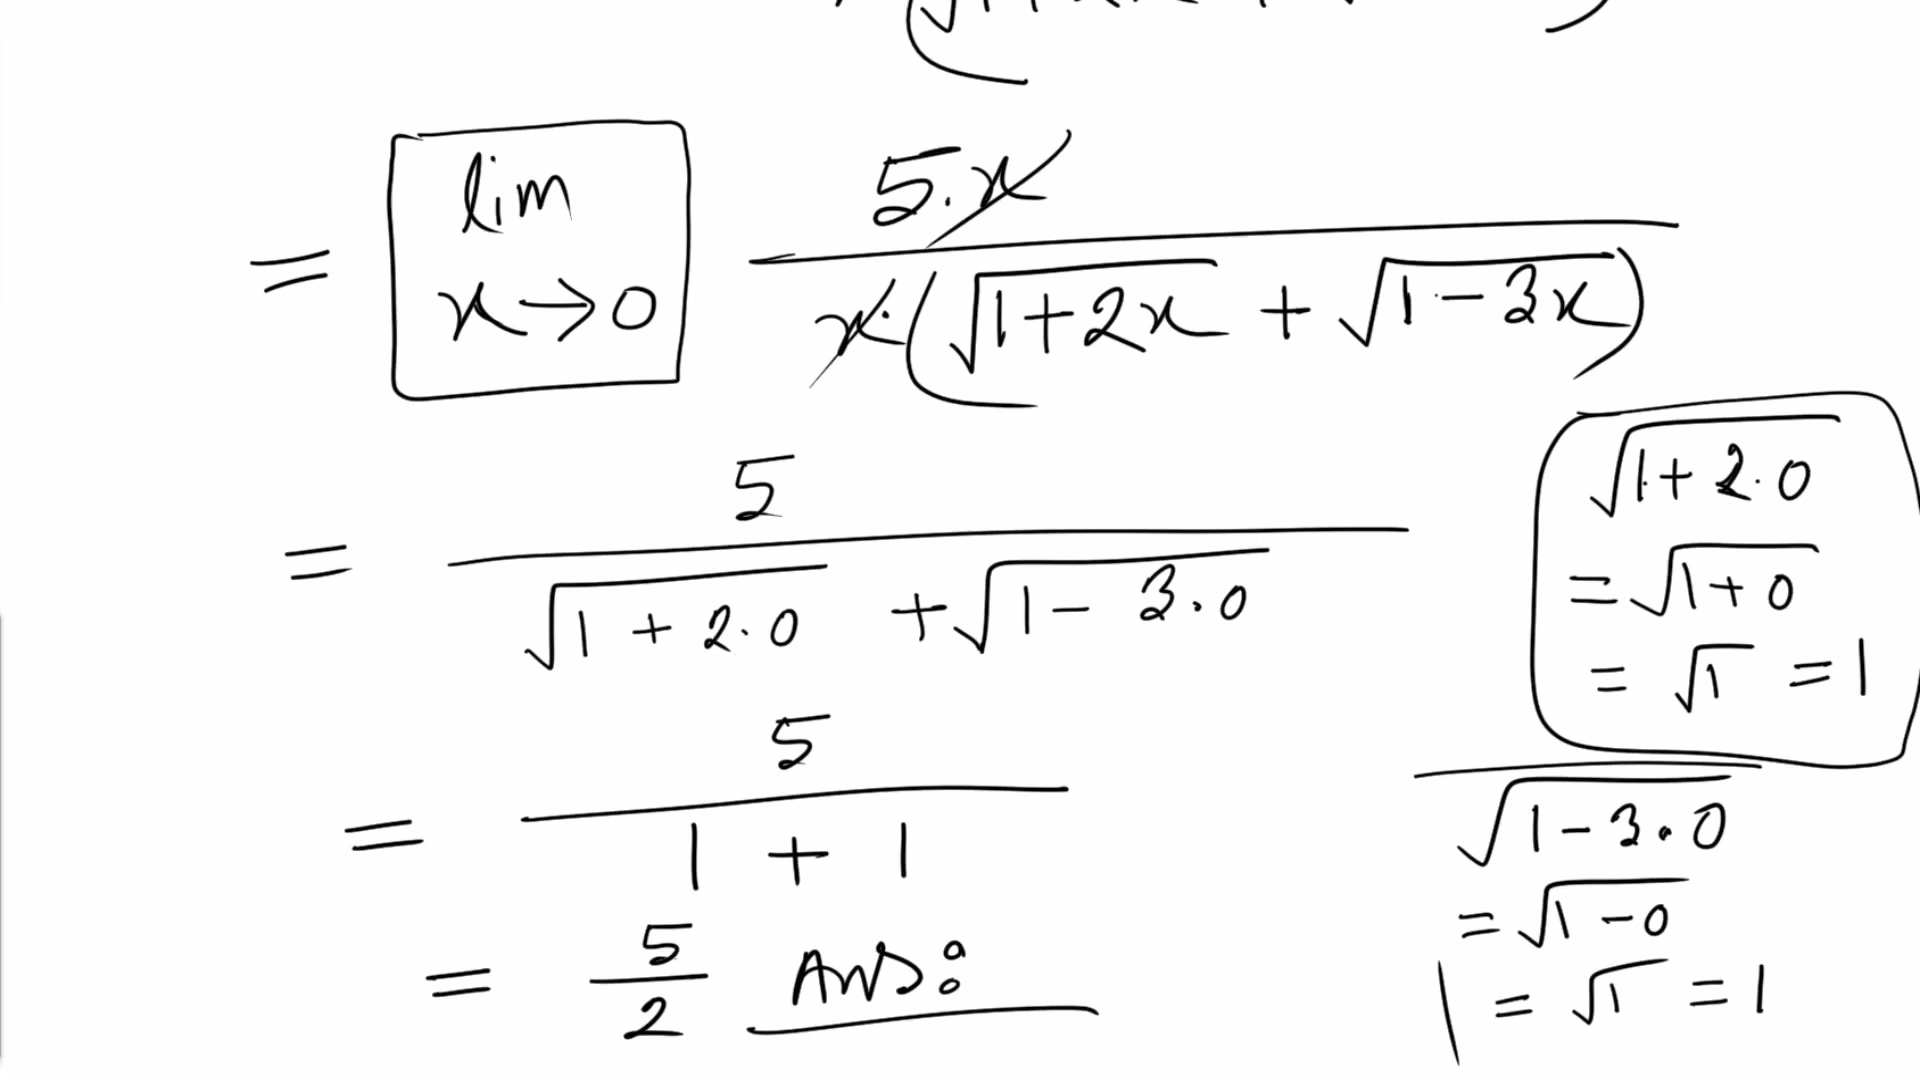 = lim x→0 5.x / x.(√1+2x + √1-3x)
= 5 / √1+2.0 + √1-3.0
= 5 / 1+1
= 5/2 Ans:
√1+2.0
= √1+0
= √1 = 1
√1-3.0
= √1-0
= √1 = 1